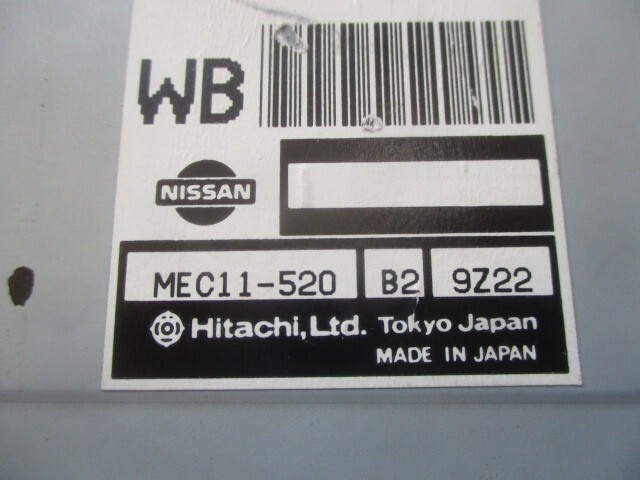 WB
NISSAN
MEC11-520 B2 9Z22
Hitachi,Ltd. Tokyo Japan
MADE IN JAPAN